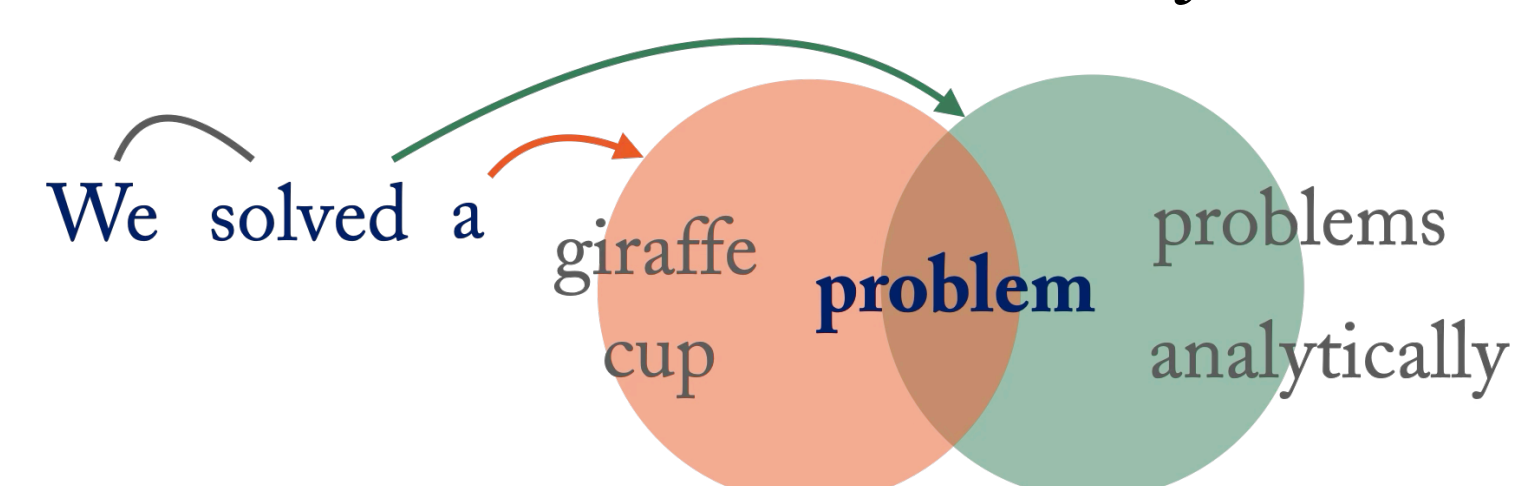 We solved a
giraffe
cup
problem
problems
analytically